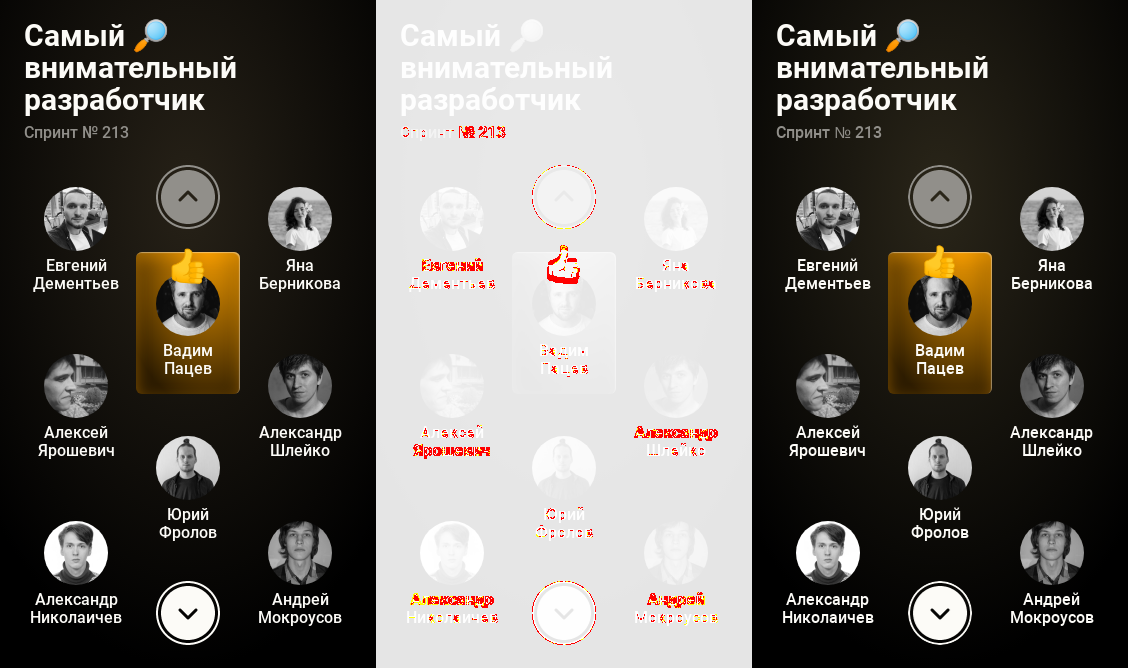 Самый 🔎
внимательный
разработчик
Спринт № 213
Евгений
Дементьев
Яна
Берникова
Вадим
Пацев
Алексей
Ярошевич
Александр
Шлейко
Юрий
Фролов
Александр
Николаичев
Андрей
Мокроусов
Самый 🔎
внимательный
разработчик
Спринт № 213
Евгений
Дементьев
Яна
Берникова
Вадим
Пацев
Алексей
Ярошевич
Александр
Шлейко
Юрий
Фролов
Александр
Николаичев
Андрей
Мокроусов
Самый 🔎
внимательный
разработчик
Спринт № 213
Евгений
Дементьев
Яна
Берникова
Вадим
Пацев
Алексей
Ярошевич
Александр
Шлейко
Юрий
Фролов
Александр
Николаичев
Андрей
Мокроусов